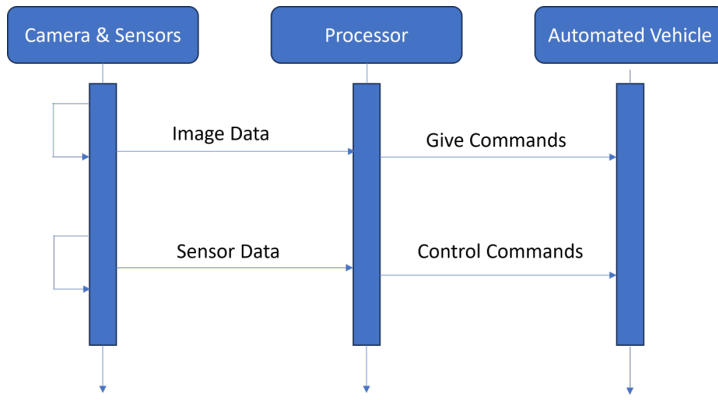 Camera & Sensors
Processor
Automated Vehicle
Image Data
Give Commands
Sensor Data
Control Commands